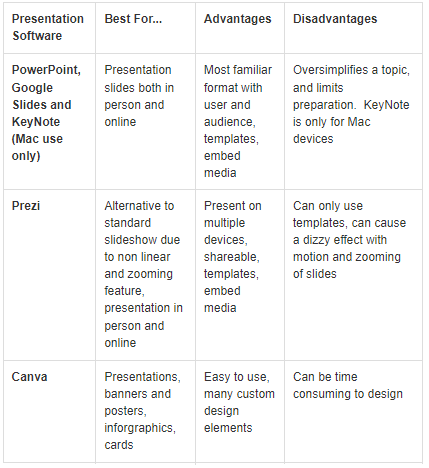 Presentation
Software
Best For...
Advantages
Disadvantages
PowerPoint,
Google
Slides and
KeyNote
(Mac use
only)
Presentation
slides both in
person and
online
Most familiar
format with
user and
audience,
templates,
embed
media
Oversimplifies a topic,
and limits
preparation.  KeyNote
is only for Mac
devices
Prezi
Alternative to
standard
slideshow due
to non linear
and zooming
feature,
presentation in
person and
online
Present on
multiple
devices,
shareable,
templates,
embed
media
Can only use
templates, can cause
a dizzy effect with
motion and zooming
of slides
Canva
Presentations,
banners and
posters,
inforgraphics,
cards
Easy to use,
many custom
design
elements
Can be time
consuming to design